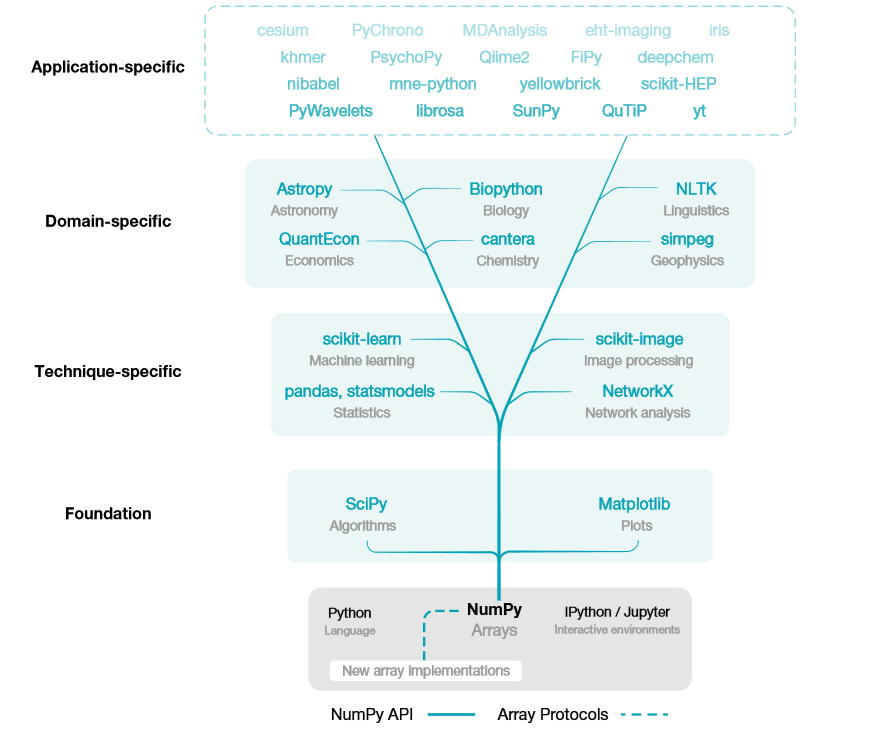 Application-specific
cesium PyChrono MDAnalysis eht-imaging iris
khmer PsychoPy Qiime2 FiPy deepchem
nibabel mne-python yellowbrick scikit-HEP
PyWavelets librosa SunPy QuTiP yt
Domain-specific
Astropy Biopython NLTK
Astronomy Biology Linguistics
QuantEcon cantera simpeg
Economics Chemistry Geophysics
Technique-specific
scikit-learn scikit-image
Machine learning Image processing
pandas, statsmodels NetworkX
Statistics Network analysis
Foundation
SciPy Matplotlib
Algorithms Plots
Python NumPy IPython / Jupyter
Language Arrays Interactive environments
New array implementations
NumPy API Array Protocols